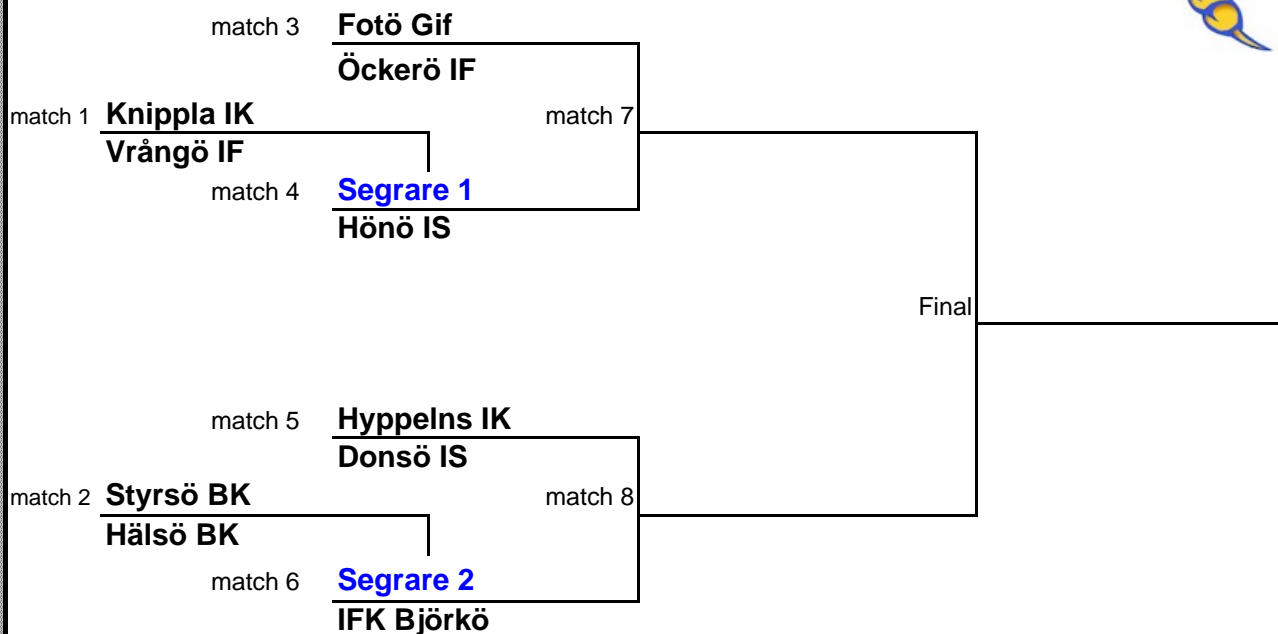 match 3 Fotö Gif
Öckerö IF
match 1 Knippla IK match 7
Vrångö IF
match 4 Segrare 1
Hönö IS
Final
match 5 Hyppelns IK
Donsö IS
match 2 Styrsö BK match 8
Hälsö BK
match 6 Segrare 2
IFK Björkö